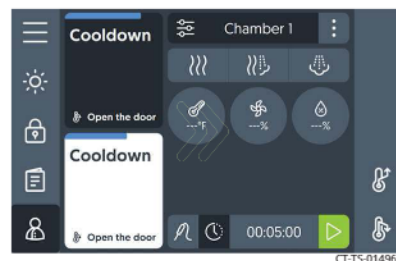 Cooldown
Open the door
Cooldown
Open the door
Chamber 1
---°F
---%
---%
00:05:00
CT-TS-01496